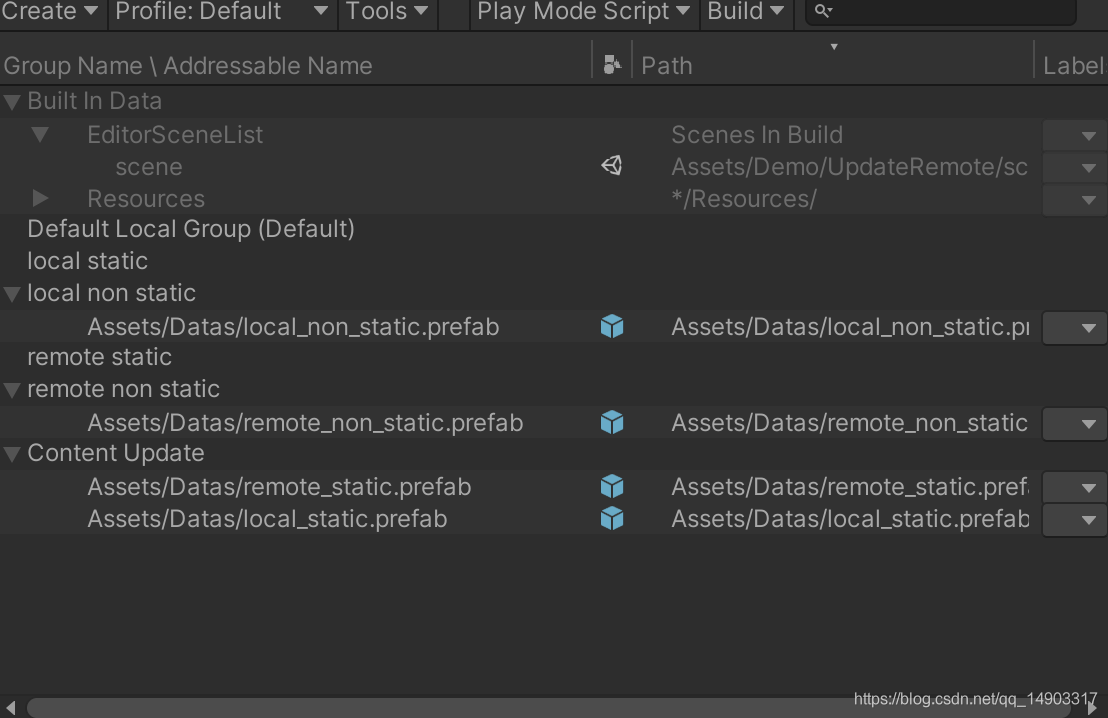 Create Profile: Default Tools Play Mode Script Build
Group Name \ Addressable Name Path Label
Built In Data
EditorSceneList Scenes In Build
scene Assets/Demo/UpdateRemote/sc
Resources */Resources/
Default Local Group (Default)
local static
local non static
Assets/Datas/local_non_static.prefab Assets/Datas/local_non_static.pr
remote static
remote non static
Assets/Datas/remote_non_static.prefab Assets/Datas/remote_non_static
Content Update
Assets/Datas/remote_static.prefab Assets/Datas/remote_static.pref
Assets/Datas/local_static.prefab Assets/Datas/local_static.prefab
https://blog.csdn.net/qq_14903317